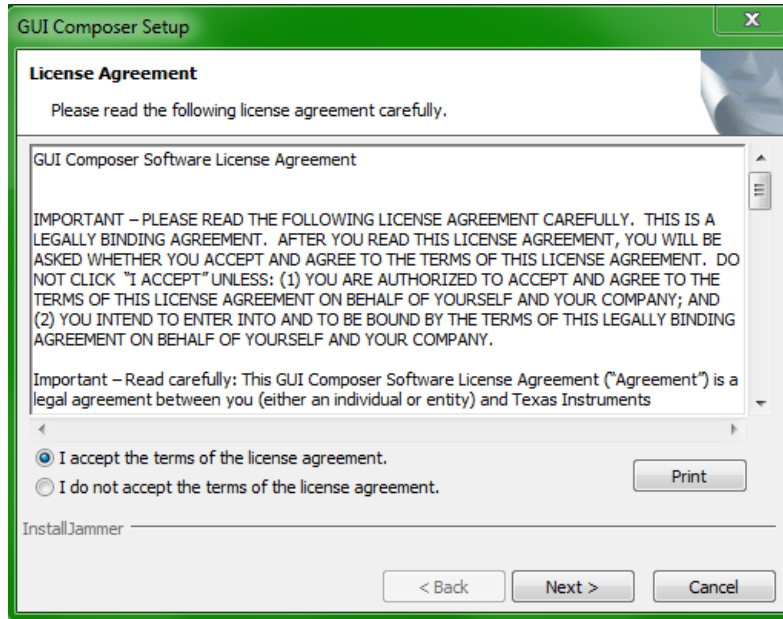 GUI Composer Setup
X
License Agreement
Please read the following license agreement carefully.
GUI Composer Software License Agreement
IMPORTANT – PLEASE READ THE FOLLOWING LICENSE AGREEMENT CAREFULLY.  THIS IS A
LEGALLY BINDING AGREEMENT.  AFTER YOU READ THIS LICENSE AGREEMENT, YOU WILL BE
ASKED WHETHER YOU ACCEPT AND AGREE TO THE TERMS OF THIS LICENSE AGREEMENT.  DO
NOT CLICK  “I ACCEPT” UNLESS: (1) YOU ARE AUTHORIZED TO ACCEPT AND AGREE TO THE
TERMS OF THIS LICENSE AGREEMENT ON BEHALF OF YOURSELF AND YOUR COMPANY; AND
(2) YOU INTEND TO ENTER INTO AND TO BE BOUND BY THE TERMS OF THIS LEGALLY BINDING
AGREEMENT ON BEHALF OF YOURSELF AND YOUR COMPANY.
Important – Read carefully: This GUI Composer Software License Agreement (“Agreement”) is a
legal agreement between you (either an individual or entity) and Texas Instruments
I accept the terms of the license agreement.
Print
I do not accept the terms of the license agreement.
InstallJammer
< Back
Next >
Cancel